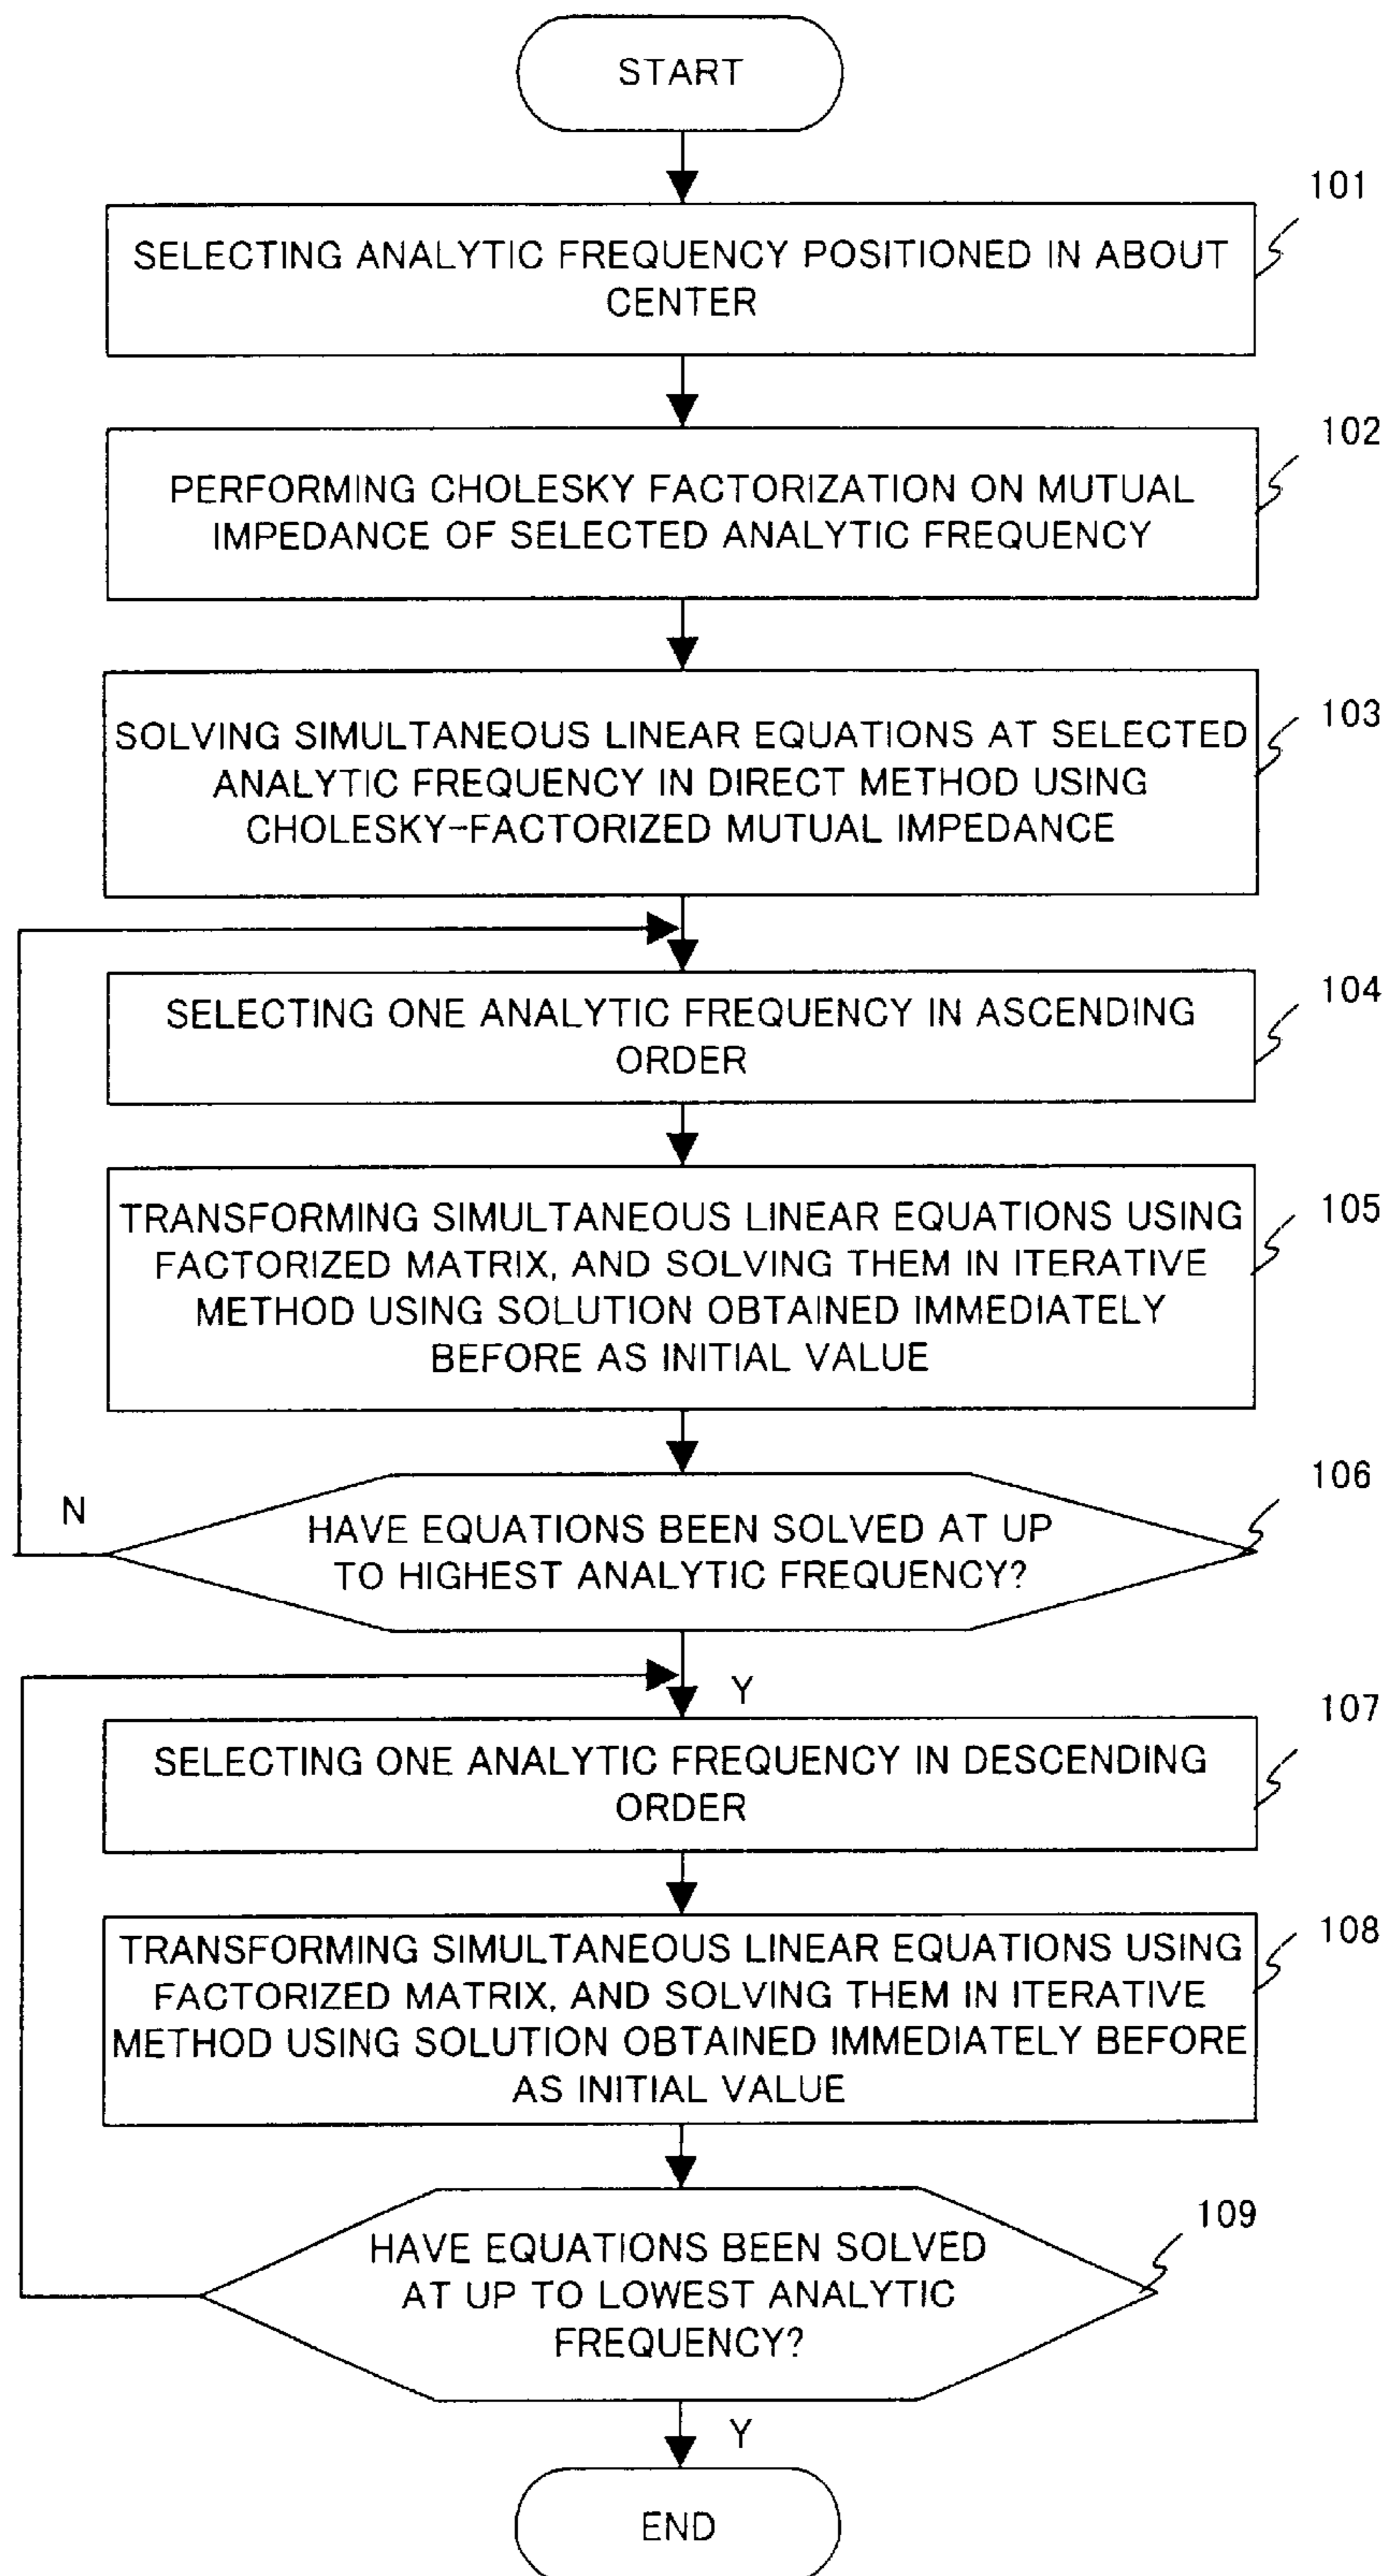 START
101
SELECTING ANALYTIC FREQUENCY POSITIONED IN ABOUT
CENTER
102
PERFORMING CHOLESKY FACTORIZATION ON MUTUAL
IMPEDANCE OF SELECTED ANALYTIC FREQUENCY
103
SOLVING SIMULTANEOUS LINEAR EQUATIONS AT SELECTED
ANALYTIC FREQUENCY IN DIRECT METHOD USING
CHOLESKY-FACTORIZED MUTUAL IMPEDANCE
104
SELECTING ONE ANALYTIC FREQUENCY IN ASCENDING
ORDER
105
TRANSFORMING SIMULTANEOUS LINEAR EQUATIONS USING
FACTORIZED MATRIX, AND SOLVING THEM IN ITERATIVE
METHOD USING SOLUTION OBTAINED IMMEDIATELY
BEFORE AS INITIAL VALUE
106
N
HAVE EQUATIONS BEEN SOLVED AT UP
TO HIGHEST ANALYTIC FREQUENCY?
Y
107
SELECTING ONE ANALYTIC FREQUENCY IN DESCENDING
ORDER
108
TRANSFORMING SIMULTANEOUS LINEAR EQUATIONS USING
FACTORIZED MATRIX, AND SOLVING THEM IN ITERATIVE
METHOD USING SOLUTION OBTAINED IMMEDIATELY BEFORE
AS INITIAL VALUE
109
HAVE EQUATIONS BEEN SOLVED
AT UP TO LOWEST ANALYTIC
FREQUENCY?
Y
END